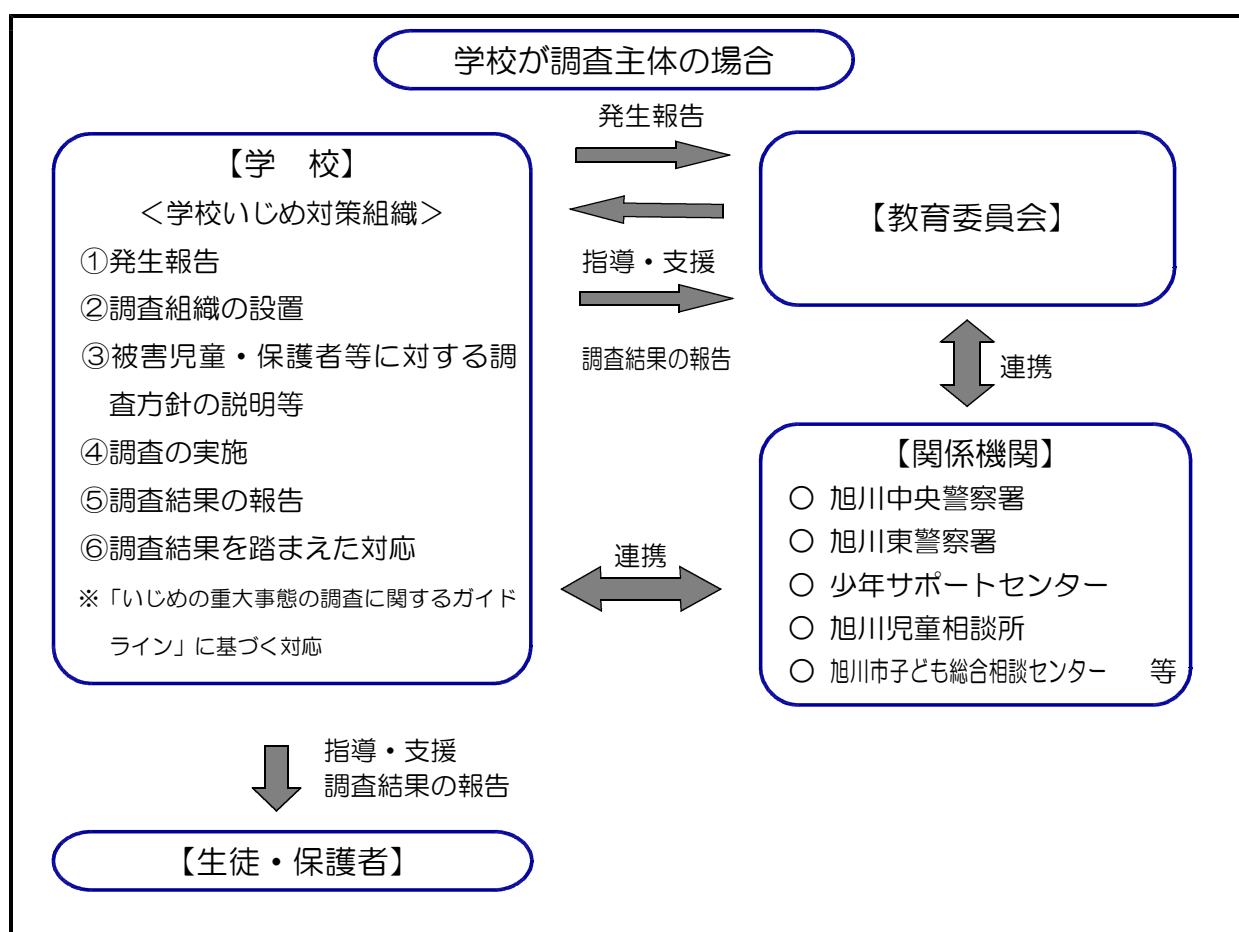 学校が調査主体の場合
発生報告
【学　校】
＜学校いじめ対策組織＞
①発生報告
②調査組織の設置
③被害児童・保護者等に対する調
査方針の説明等
④調査の実施
⑤調査結果の報告
⑥調査結果を踏まえた対応
※「いじめの重大事態の調査に関するガイド
ライン」に基づく対応
指導・支援
調査結果の報告
【教育委員会】
連携
連携
【関係機関】
○ 旭川中央警察署
○ 旭川東警察署
○ 少年サポートセンター
○ 旭川児童相談所
○ 旭川市子ども総合相談センター　等
指導・支援
調査結果の報告
【生徒・保護者】